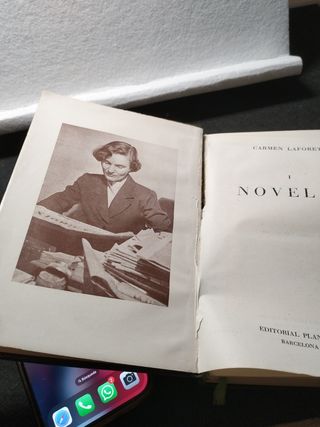 CARMEN LAFORE
I
NOVEL
EDITORIAL PLAN
BARCELONA